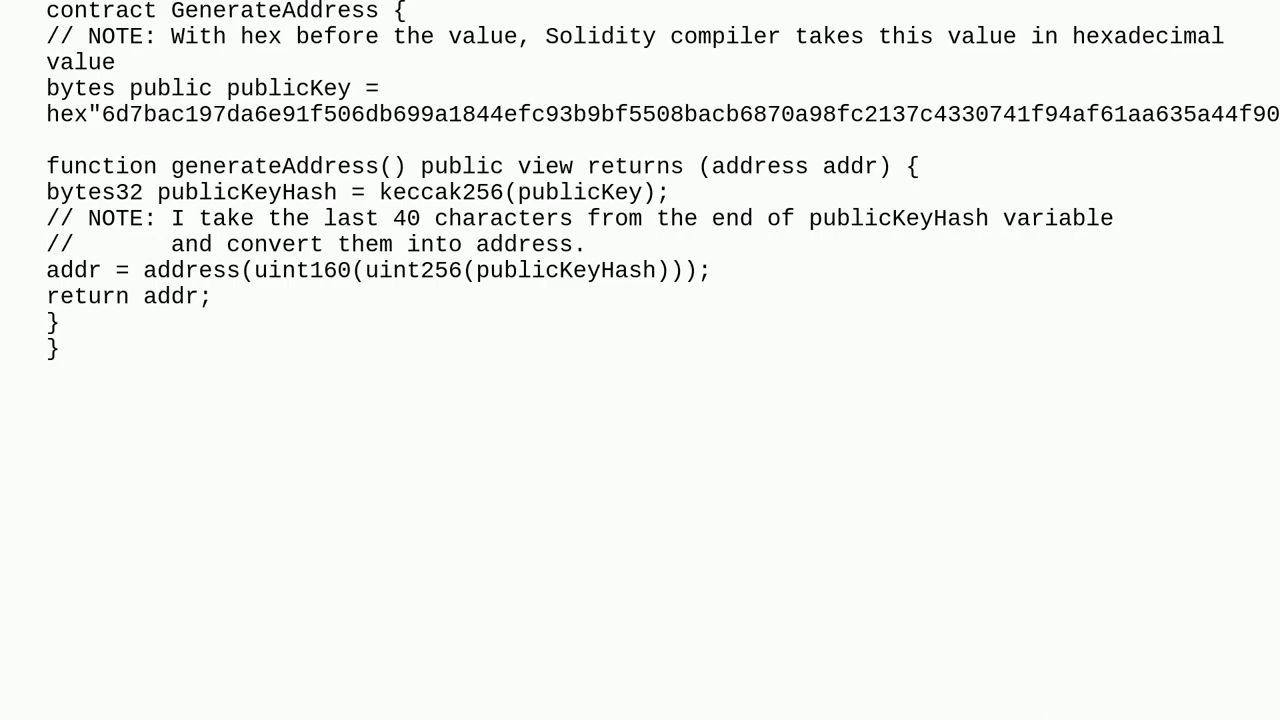 contract GenerateAddress {
// NOTE: With hex before the value, Solidity compiler takes this value in hexadecimal
value
bytes public publicKey =
hex"6d7bac197da6e91f506db699a1844efc93b9bf5508bacb6870a98fc2137c4330741f94af61aa635a44f90
function generateAddress() public view returns (address addr) {
bytes32 publicKeyHash = keccak256(publicKey);
// NOTE: I take the last 40 characters from the end of publicKeyHash variable
//       and convert them into address.
addr = address(uint160(uint256(publicKeyHash)));
return addr;
}
}